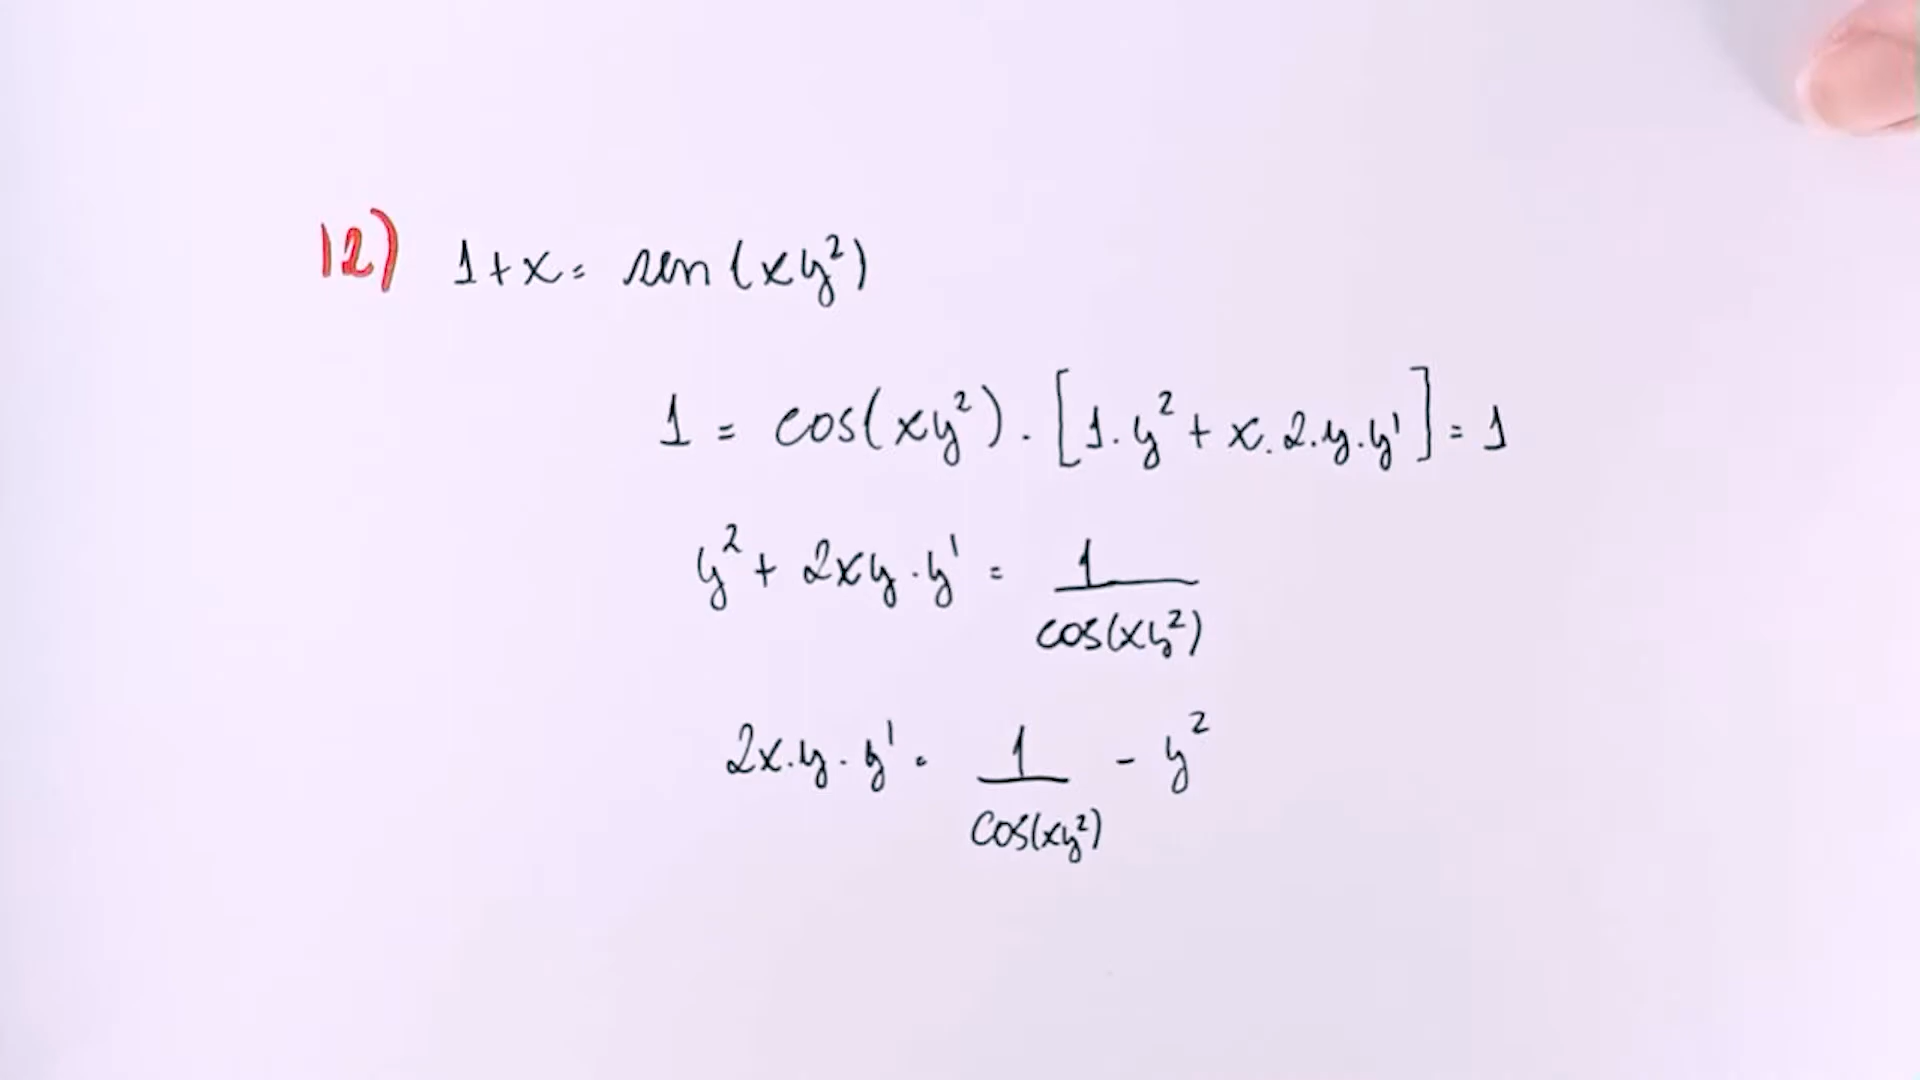 12) 1+x = sen(xy²)
1 = cos(xy²) . [1.y² + x.2.y.y'] = 1
y² + 2xy.y' = 1/cos(xy²)
2x.y.y' = 1/cos(xy²) - y²